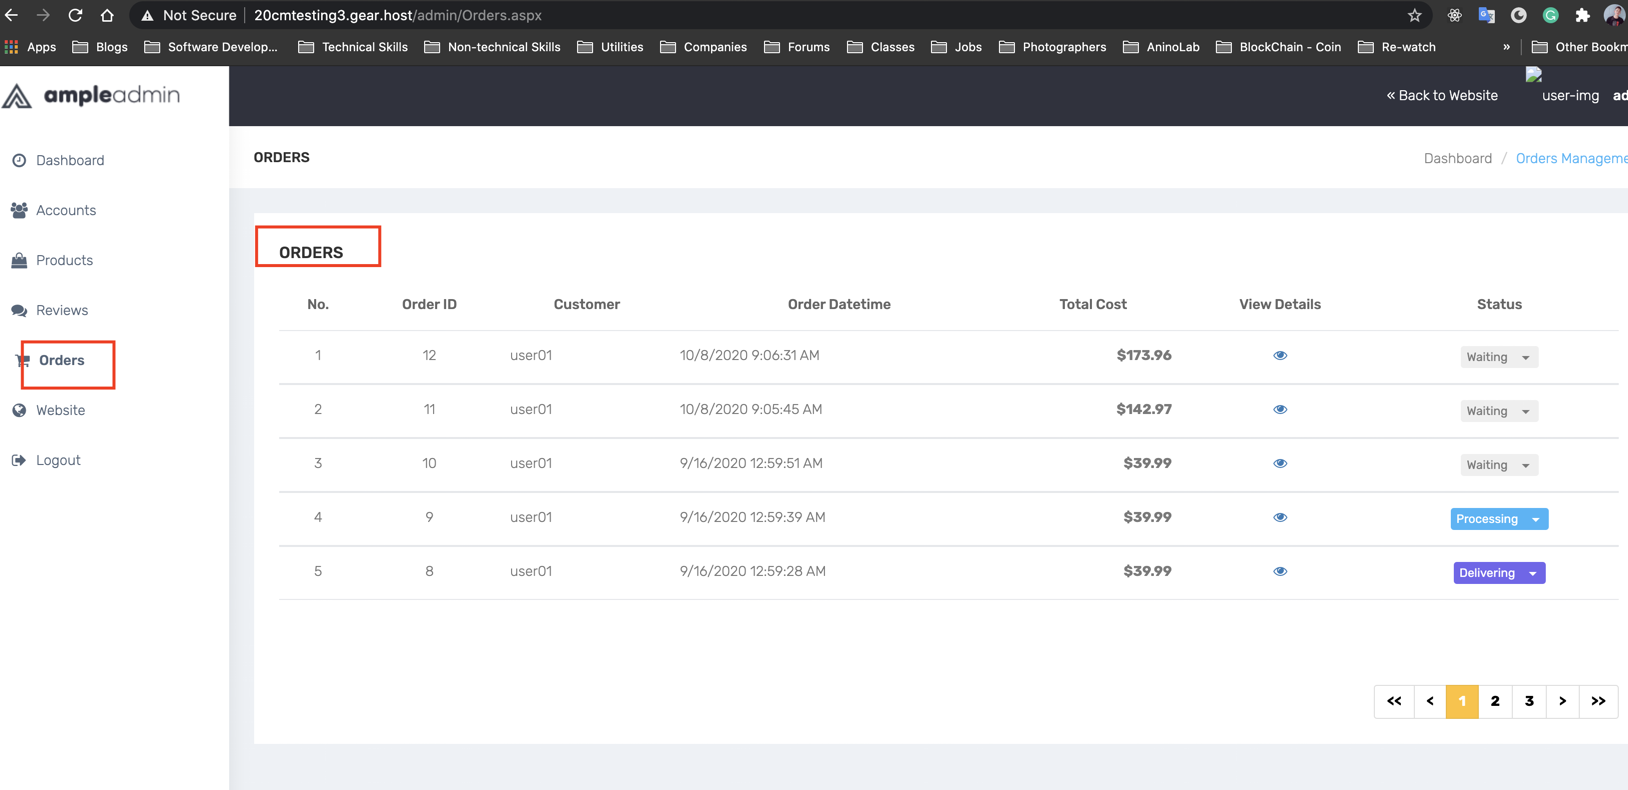 Not Secure 20cmtesting3.gear.host/admin/Orders.aspx
Apps Blogs Software Develop... Technical Skills Non-technical Skills Utilities Companies Forums Classes Jobs Photographers AninoLab BlockChain - Coin Re-watch » Other Bookm
ampleadmin
« Back to Website user-img ad
Dashboard
Accounts
Products
Reviews
Orders
Website
Logout
ORDERS
Dashboard / Orders Manageme
ORDERS
No. Order ID Customer Order Datetime Total Cost View Details Status
1 12 user01 10/8/2020 9:06:31 AM $173.96 Waiting
2 11 user01 10/8/2020 9:05:45 AM $142.97 Waiting
3 10 user01 9/16/2020 12:59:51 AM $39.99 Waiting
4 9 user01 9/16/2020 12:59:39 AM $39.99 Processing
5 8 user01 9/16/2020 12:59:28 AM $39.99 Delivering
<< < 1 2 3 > >>